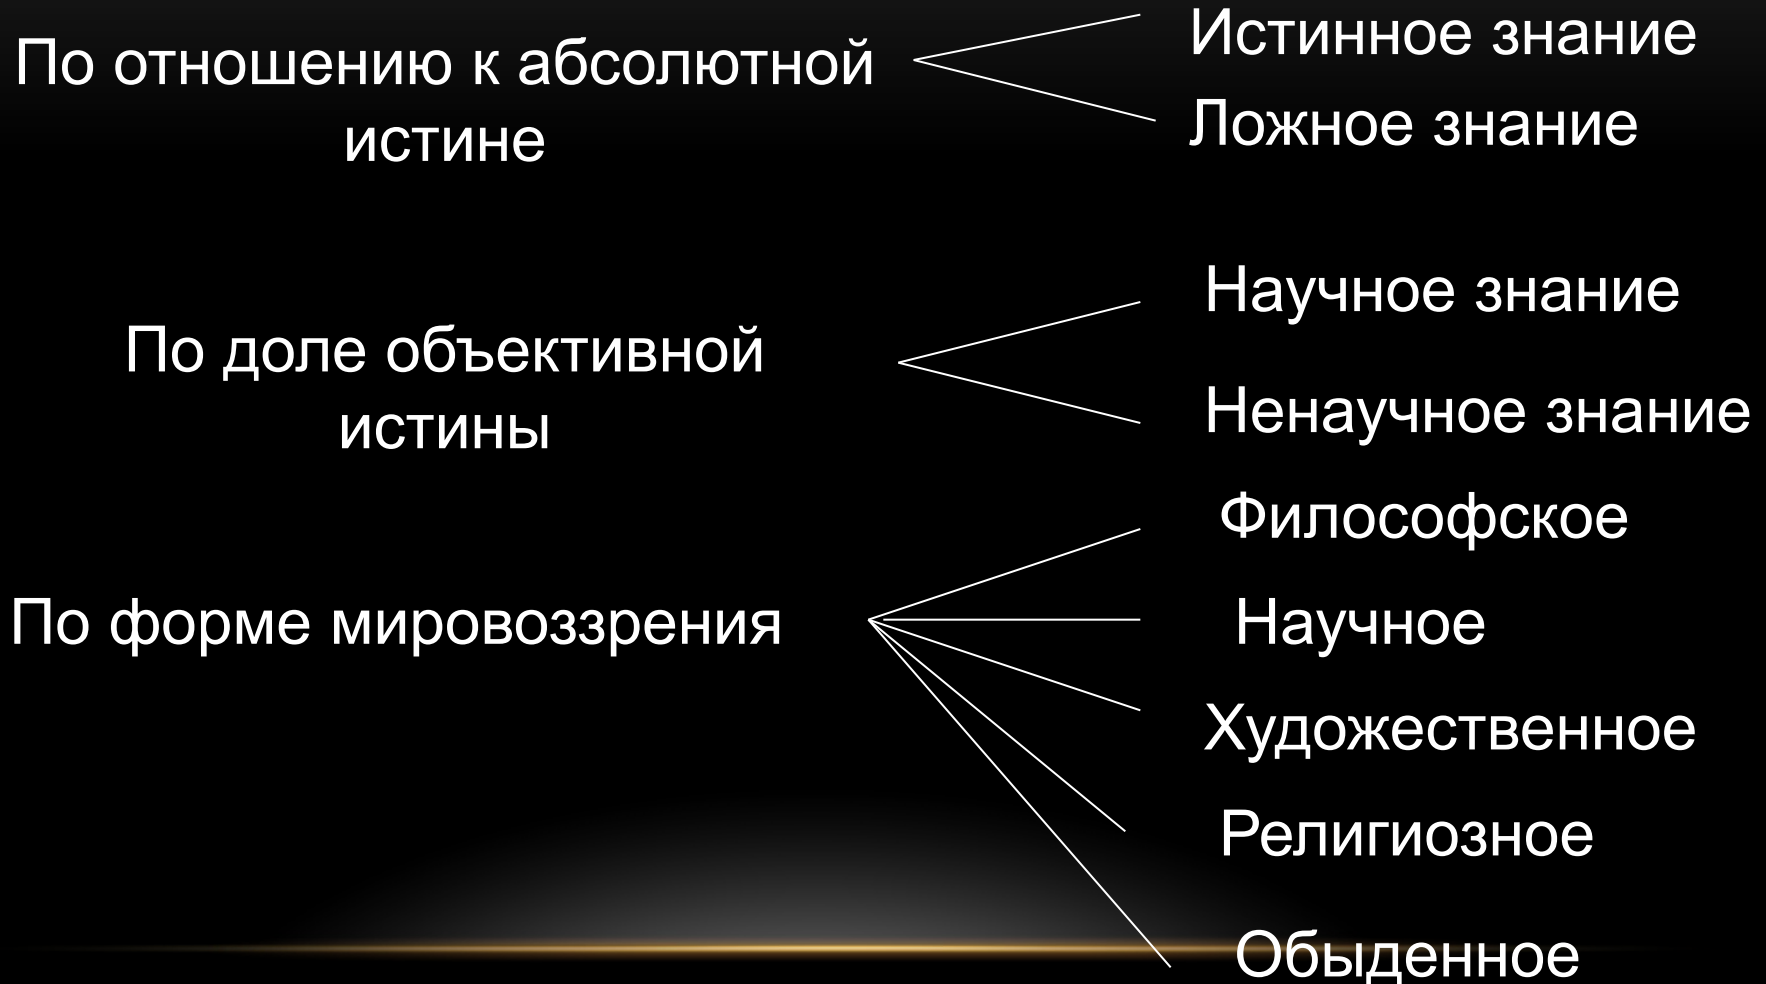 По отношению к абсолютной
истине
Истинное знание
Ложное знание
По доле объективной
истины
Научное знание
Ненаучное знание
По форме мировоззрения
Философское
Научное
Художественное
Религиозное
Обыденное